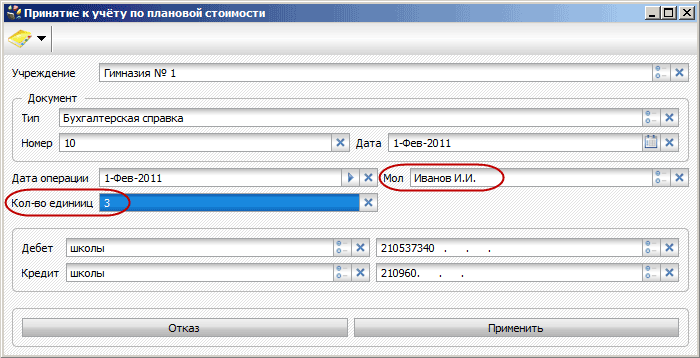 Принятие к учёту по плановой стоимости
Учреждение Гимназия № 1
Документ
Тип Бухгалтерская справка
Номер 10 Дата 1-Фев-2011
Дата операции 1-Фев-2011 Мол Иванов И.И.
Кол-во единииц 3
Дебет школы 210537340 . . .
Кредит школы 210960. . .
Отказ Применить